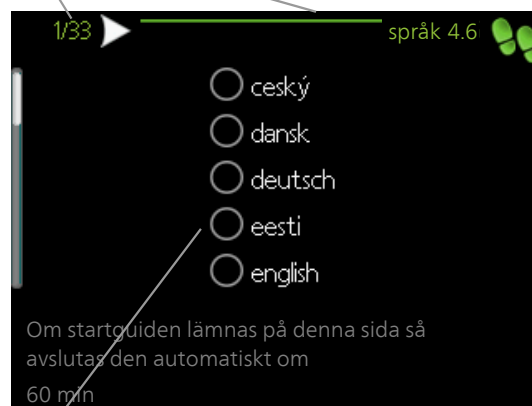 1/33
språk 4.6
ceský
dansk
deutsch
eesti
english
Om startguiden lämnas på denna sida så
avslutas den automatiskt om
60 min